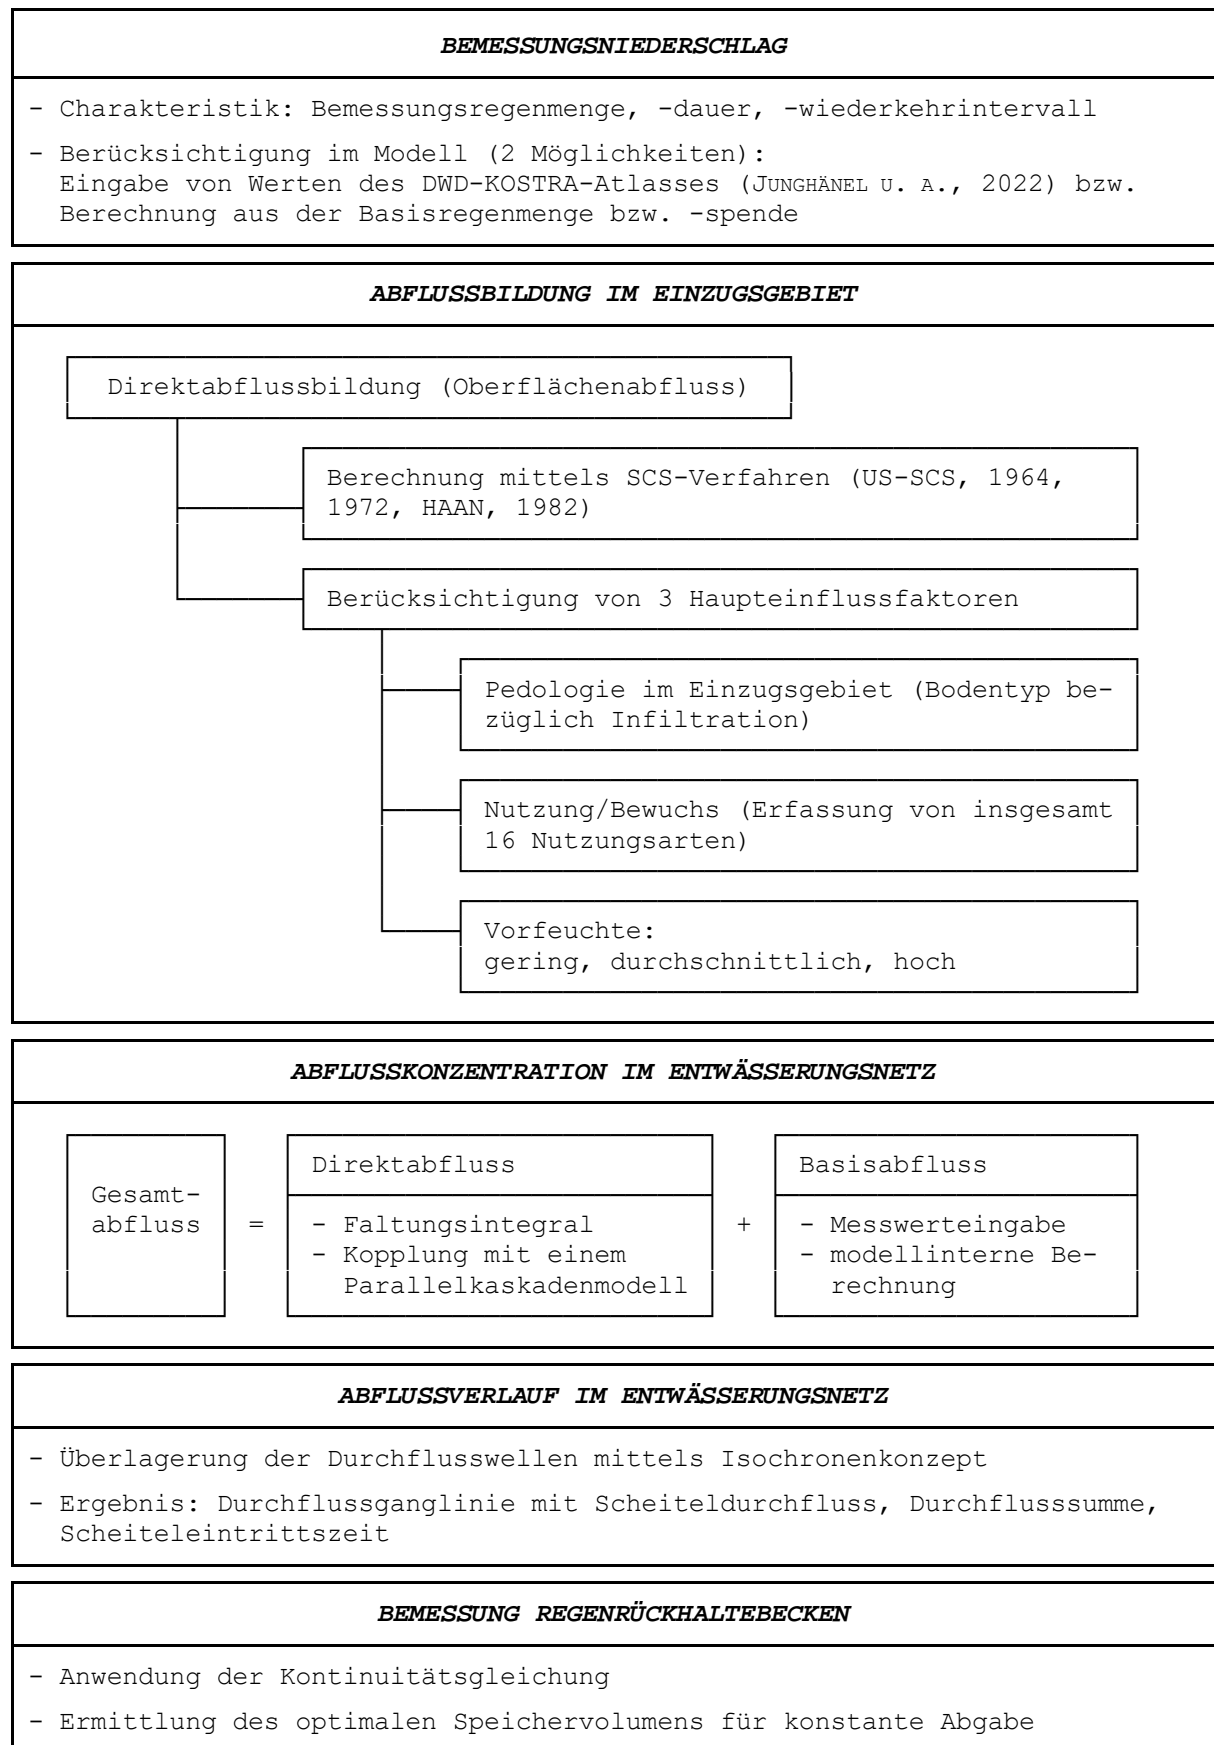 BEMESSUNGSNIEDERSCHLAG
- Charakteristik: Bemessungsregenmenge, -dauer, -wiederkehrintervall
- Berücksichtigung im Modell (2 Möglichkeiten):
Eingabe von Werten des DWD-KOSTRA-Atlasses (JUNGHÄNEL U. A., 2022) bzw.
Berechnung aus der Basisregenmenge bzw. -spende
ABFLUSSBILDUNG IM EINZUGSGEBIET
Direktabflussbildung (Oberflächenabfluss)
Berechnung mittels SCS-Verfahren (US-SCS, 1964,
1972, HAAN, 1982)
Berücksichtigung von 3 Haupteinflussfaktoren
Pedologie im Einzugsgebiet (Bodentyp be-
züglich Infiltration)
Nutzung/Bewuchs (Erfassung von insgesamt
16 Nutzungsarten)
Vorfeuchte:
gering, durchschnittlich, hoch
ABFLUSSKONZENTRATION IM ENTWÄSSERUNGSNETZ
Gesamt-
abfluss
=
Direktabfluss
- Faltungsintegral
- Kopplung mit einem
Parallelkaskadenmodell
+
Basisabfluss
- Messwerteingabe
- modellinterne Be-
rechnung
ABFLUSSVERLAUF IM ENTWÄSSERUNGSNETZ
- Überlagerung der Durchflusswellen mittels Isochronenkonzept
- Ergebnis: Durchflussganglinie mit Scheiteldurchfluss, Durchflusssumme,
Scheiteleintrittszeit
BEMESSUNG REGENRÜCKHALTEBECKEN
- Anwendung der Kontinuitätsgleichung
- Ermittlung des optimalen Speichervolumens für konstante Abgabe